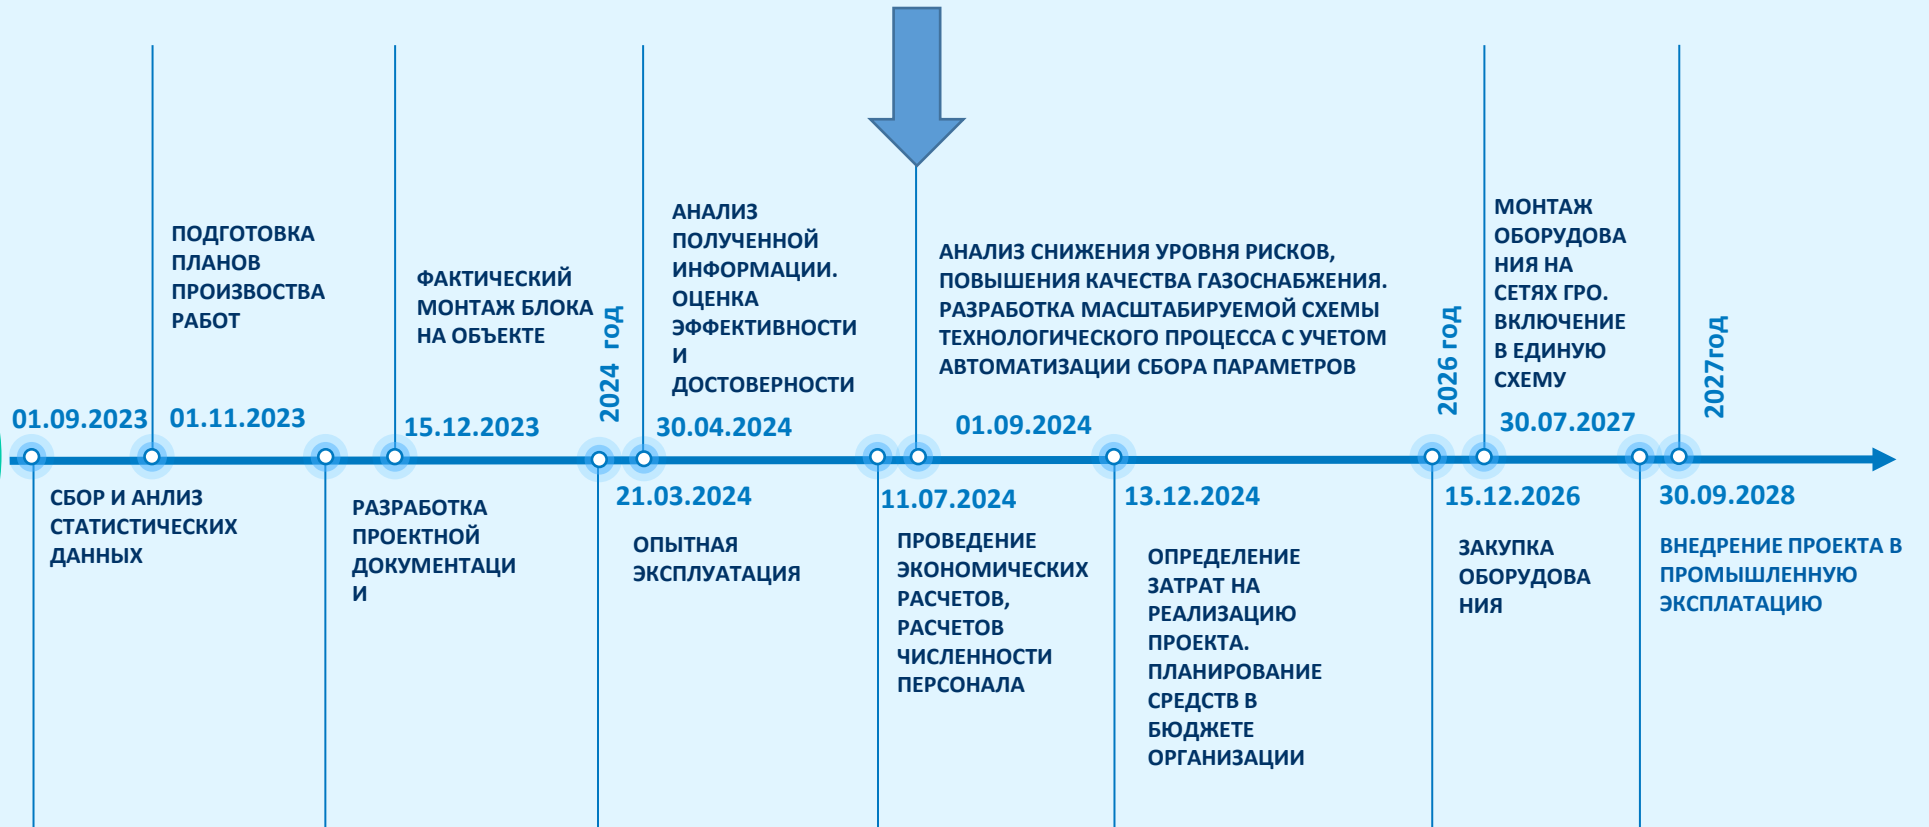 ПОДГОТОВКА
ПЛАНОВ
ПРОИЗВОСТВА
РАБОТ
ФАКТИЧЕСКИЙ
МОНТАЖ БЛОКА
НА ОБЪЕКТЕ
2024 год
АНАЛИЗ
ПОЛУЧЕННОЙ
ИНФОРМАЦИИ.
ОЦЕНКА
ЭФФЕКТИВНОСТИ
И
ДОСТОВЕРНОСТИ
АНАЛИЗ СНИЖЕНИЯ УРОВНЯ РИСКОВ,
ПОВЫШЕНИЯ КАЧЕСТВА ГАЗОСНАБЖЕНИЯ.
РАЗРАБОТКА МАСШТАБИРУЕМОЙ СХЕМЫ
ТЕХНОЛОГИЧЕСКОГО ПРОЦЕССА С УЧЕТОМ
АВТОМАТИЗАЦИИ СБОРА ПАРАМЕТРОВ
2026 год
МОНТАЖ
ОБОРУДОВА
НИЯ НА
СЕТЯХ ГРО.
ВКЛЮЧЕНИЕ
В ЕДИНУЮ
СХЕМУ
2027год
01.09.2023
01.11.2023
15.12.2023
30.04.2024
01.09.2024
30.07.2027
СБОР И АНЛИЗ
СТАТИСТИЧЕСКИХ
ДАННЫХ
РАЗРАБОТКА
ПРОЕКТНОЙ
ДОКУМЕНТАЦИ
И
21.03.2024
ОПЫТНАЯ
ЭКСПЛУАТАЦИЯ
11.07.2024
ПРОВЕДЕНИЕ
ЭКОНОМИЧЕСКИХ
РАСЧЕТОВ,
РАСЧЕТОВ
ЧИСЛЕННОСТИ
ПЕРСОНАЛА
13.12.2024
ОПРЕДЕЛЕНИЕ
ЗАТРАТ НА
РЕАЛИЗАЦИЮ
ПРОЕКТА.
ПЛАНИРОВАНИЕ
СРЕДСТВ В
БЮДЖЕТЕ
ОРГАНИЗАЦИИ
15.12.2026
ЗАКУПКА
ОБОРУДОВА
НИЯ
30.09.2028
ВНЕДРЕНИЕ ПРОЕКТА В
ПРОМЫШЛЕННУЮ
ЭКСПЛАТАЦИЮ